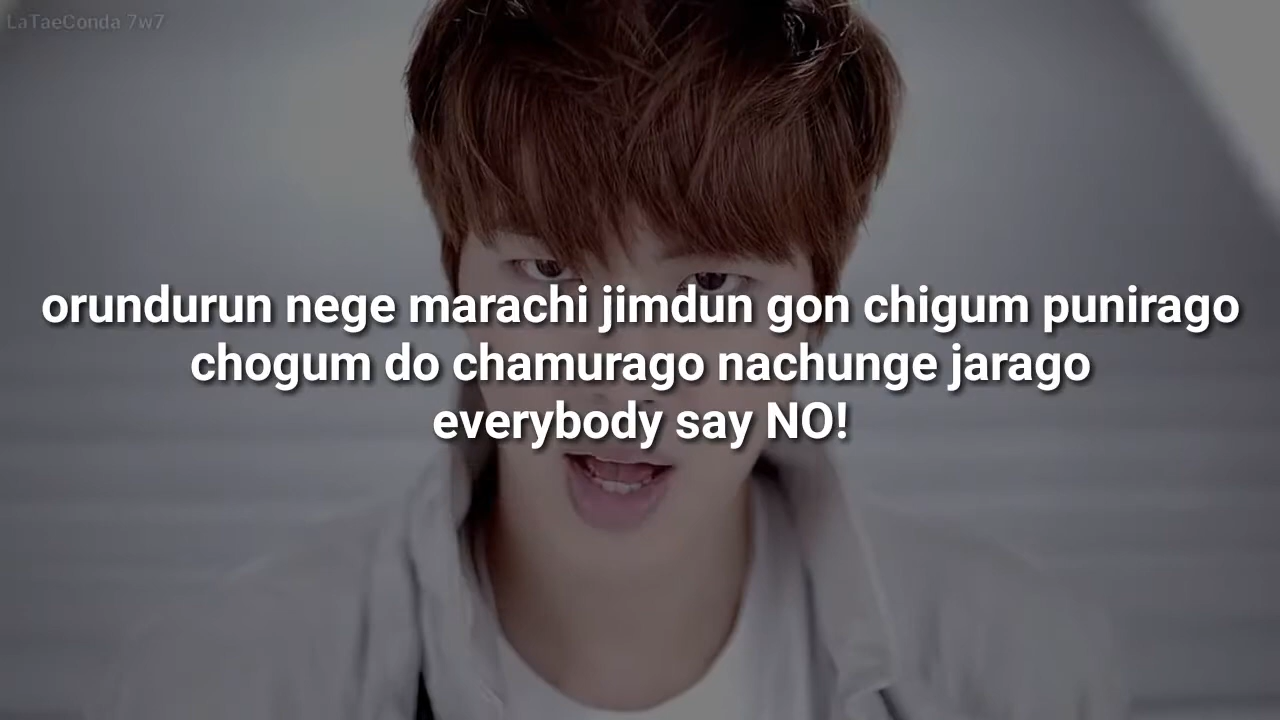 LaTaeConda 7w7
orundurun nege marachi jimdun gon chigum punirago
chogum do chamurago nachunge jarago
everybody say NO!